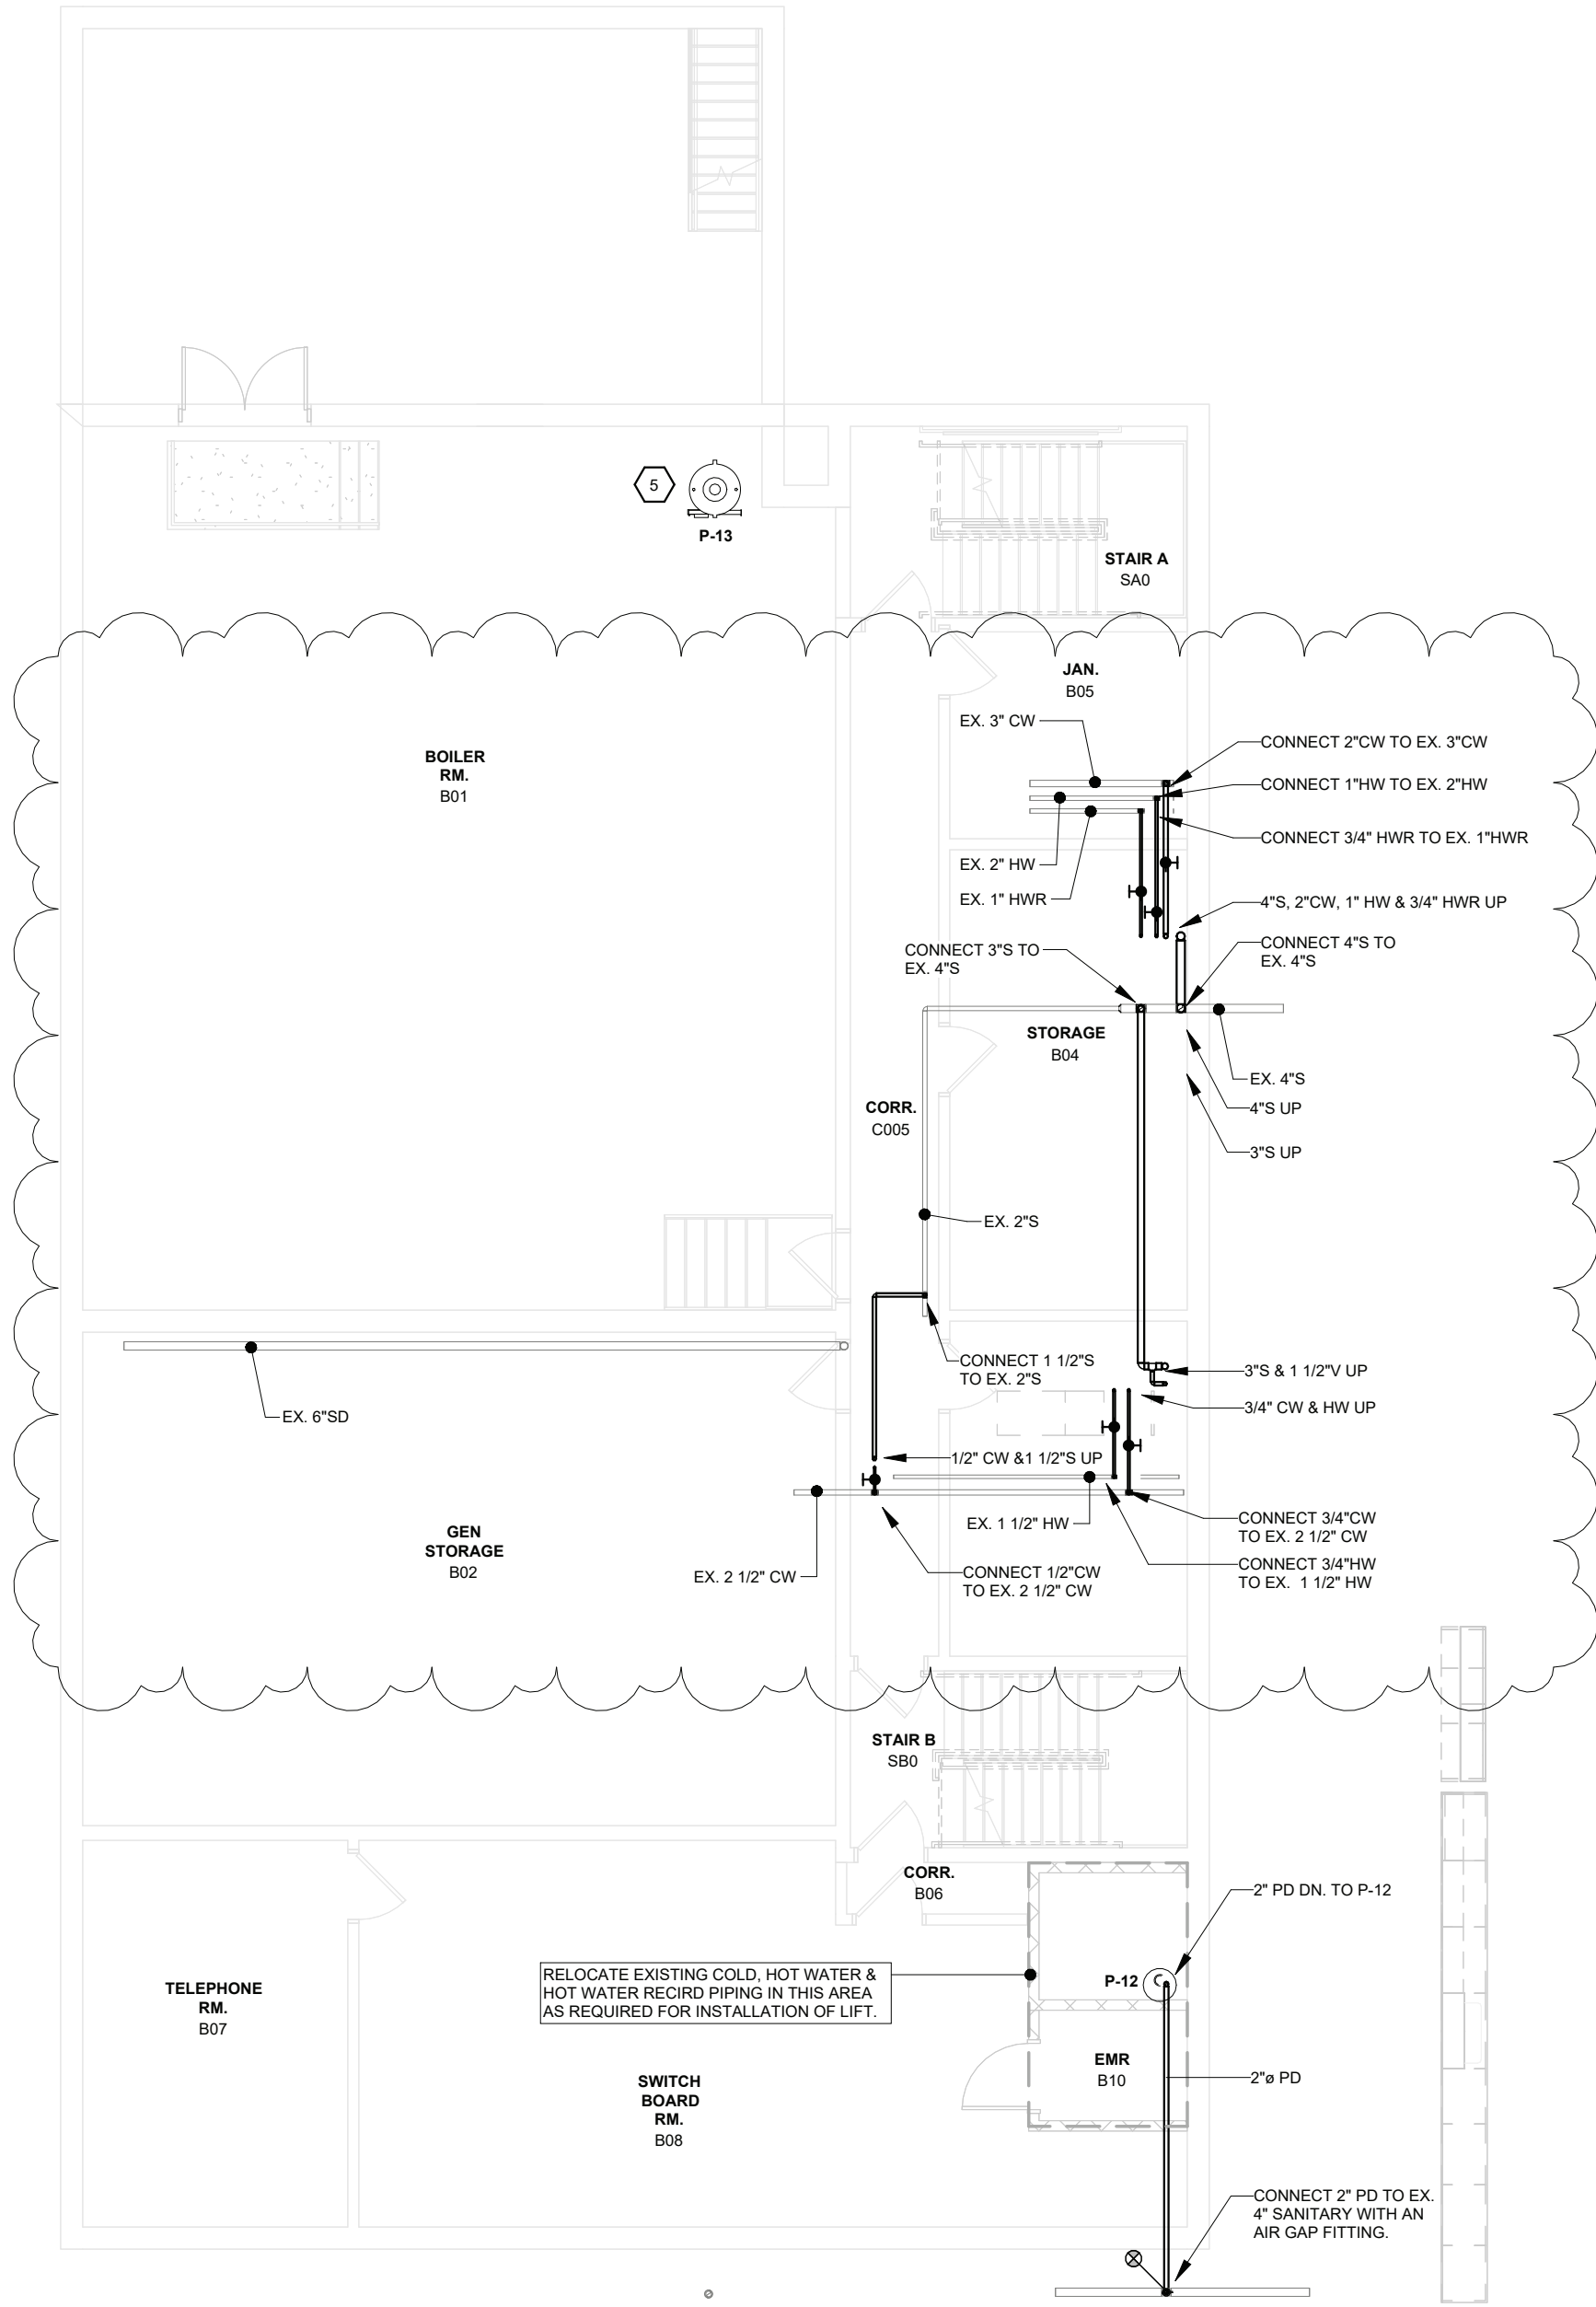 5
P-13
STAIR A
SA0
JAN.
B05
EX. 3" CW
CONNECT 2"CW TO EX. 3"CW
BOILER
RM.
B01
CONNECT 1"HW TO EX. 2"HW
CONNECT 3/4" HWR TO EX. 1"HWR
EX. 2" HW
EX. 1" HWR
4"S, 2"CW, 1" HW & 3/4" HWR UP
CONNECT 3"S TO
EX. 4"S
CONNECT 4"S TO
EX. 4"S
STORAGE
B04
EX. 4"S
4"S UP
CORR.
C005
3"S UP
EX. 2"S
CONNECT 1 1/2"S
TO EX. 2"S
3"S & 1 1/2"V UP
3/4" CW & HW UP
EX. 6"SD
1/2" CW &1 1/2"S UP
EX. 1 1/2" HW
CONNECT 3/4"CW
TO EX. 2 1/2" CW
GEN
STORAGE
B02
EX. 2 1/2" CW
CONNECT 1/2"CW
TO EX. 2 1/2" CW
CONNECT 3/4"HW
TO EX.  1 1/2" HW
STAIR B
SB0
CORR.
B06
2" PD DN. TO P-12
RELOCATE EXISTING COLD, HOT WATER &
HOT WATER RECIRD PIPING IN THIS AREA
AS REQUIRED FOR INSTALLATION OF LIFT.
P-12
TELEPHONE
RM.
B07
EMR
B10
2"ø PD
SWITCH
BOARD
RM.
B08
CONNECT 2" PD TO EX.
4" SANITARY WITH AN
AIR GAP FITTING.